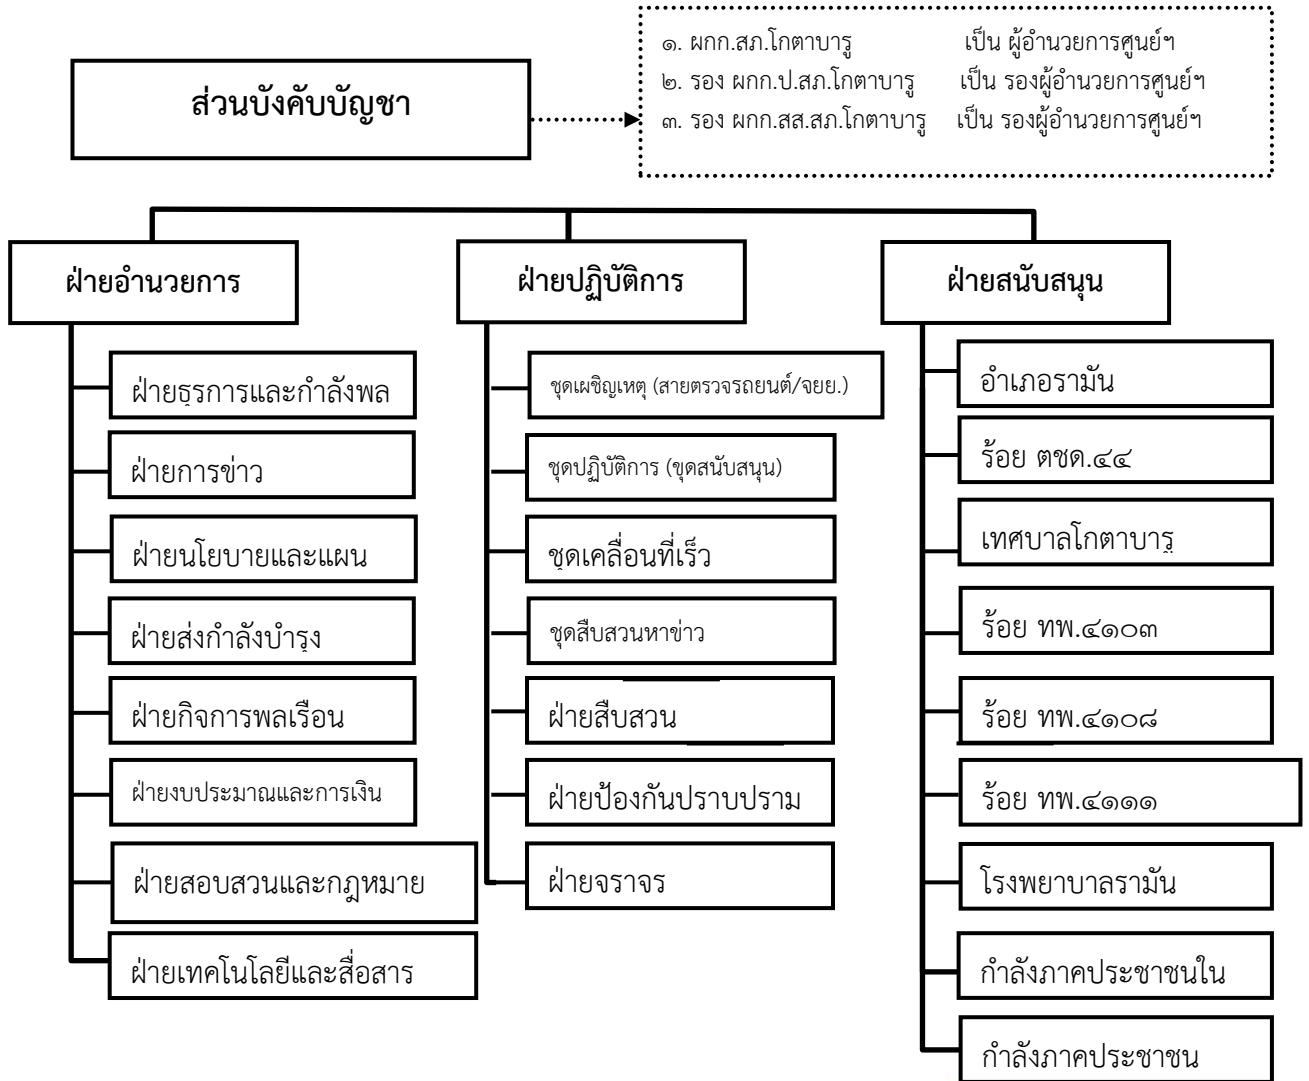 ส่วนบังคับบัญชา
๑. ผกก.สภ.โกตาบารู เป็น ผู้อำนวยการศูนย์ฯ
๒. รอง ผกก.ป.สภ.โกตาบารู เป็น รองผู้อำนวยการศูนย์ฯ
๓. รอง ผกก.สส.สภ.โกตาบารู เป็น รองผู้อำนวยการศูนย์ฯ
ฝ่ายอำนวยการ
ฝ่ายธุรการและกำลังพล
ฝ่ายการข่าว
ฝ่ายนโยบายและแผน
ฝ่ายส่งกำลังบำรุง
ฝ่ายกิจการพลเรือน
ฝ่ายงบประมาณและการเงิน
ฝ่ายสอบสวนและกฎหมาย
ฝ่ายเทคโนโลยีและสื่อสาร
ฝ่ายปฏิบัติการ
ชุดเผชิญเหตุ (สายตรวจรถยนต์/จยย.)
ชุดปฏิบัติการ (ขุดสนับสนุน)
ชุดเคลื่อนที่เร็ว
ชุดสืบสวนหาข่าว
ฝ่ายสืบสวน
ฝ่ายป้องกันปราบปราม
ฝ่ายจราจร
ฝ่ายสนับสนุน
อำเภอรามัน
ร้อย ตชด.๔๔
เทศบาลโกตาบารู
ร้อย ทพ.๔๑๐๓
ร้อย ทพ.๔๑๐๘
ร้อย ทพ.๔๑๑๑
โรงพยาบาลรามัน
กำลังภาคประชาชนใน
กำลังภาคประชาชน